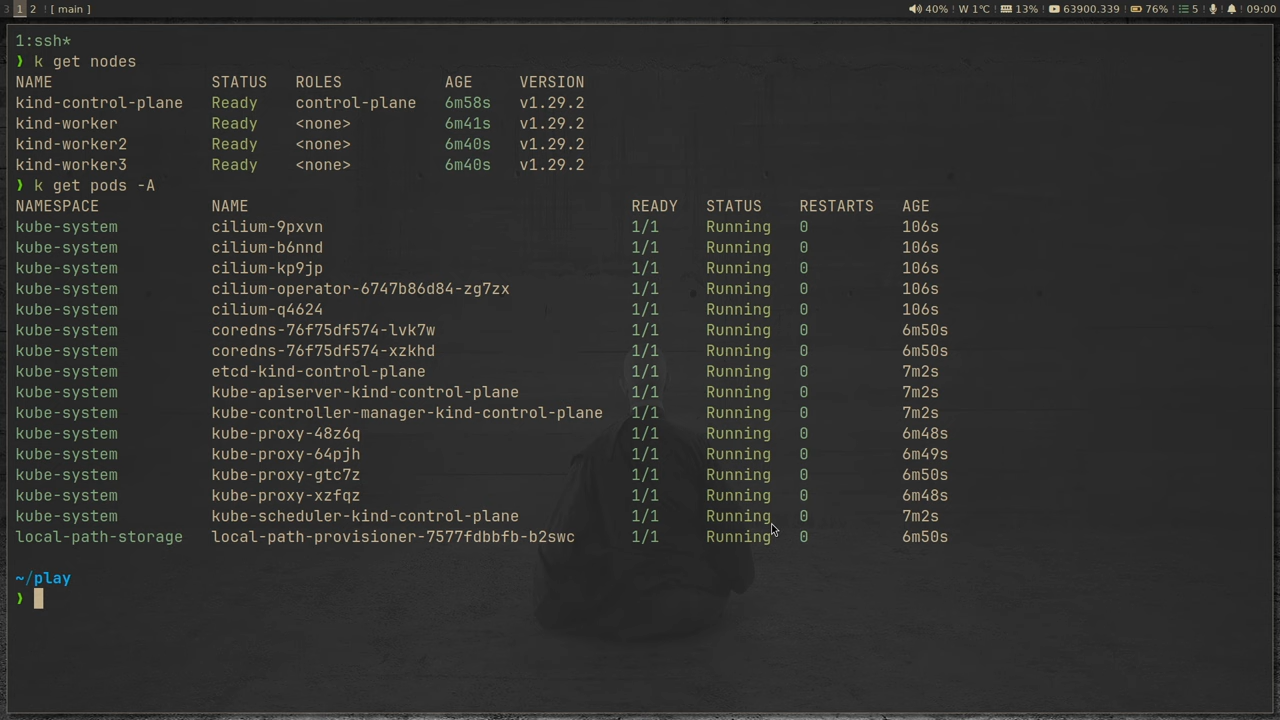 3 1 2 [ main ] 40% W 1°C 13% 63900.339 76% 5 09:00
1:ssh*
❯ k get nodes
NAME STATUS ROLES AGE VERSION
kind-control-plane Ready control-plane 6m58s v1.29.2
kind-worker Ready <none> 6m41s v1.29.2
kind-worker2 Ready <none> 6m40s v1.29.2
kind-worker3 Ready <none> 6m40s v1.29.2
❯ k get pods -A
NAMESPACE NAME READY STATUS RESTARTS AGE
kube-system cilium-9pxvn 1/1 Running 0 106s
kube-system cilium-b6nnd 1/1 Running 0 106s
kube-system cilium-kp9jp 1/1 Running 0 106s
kube-system cilium-operator-6747b86d84-zg7zx 1/1 Running 0 106s
kube-system cilium-q4624 1/1 Running 0 106s
kube-system coredns-76f75df574-lvk7w 1/1 Running 0 6m50s
kube-system coredns-76f75df574-xzkhd 1/1 Running 0 6m50s
kube-system etcd-kind-control-plane 1/1 Running 0 7m2s
kube-system kube-apiserver-kind-control-plane 1/1 Running 0 7m2s
kube-system kube-controller-manager-kind-control-plane 1/1 Running 0 7m2s
kube-system kube-proxy-48z6q 1/1 Running 0 6m48s
kube-system kube-proxy-64pjh 1/1 Running 0 6m49s
kube-system kube-proxy-gtc7z 1/1 Running 0 6m50s
kube-system kube-proxy-xzfqz 1/1 Running 0 6m48s
kube-system kube-scheduler-kind-control-plane 1/1 Running 0 7m2s
local-path-storage local-path-provisioner-7577fdbbfb-b2swc 1/1 Running 0 6m50s
~/play
❯